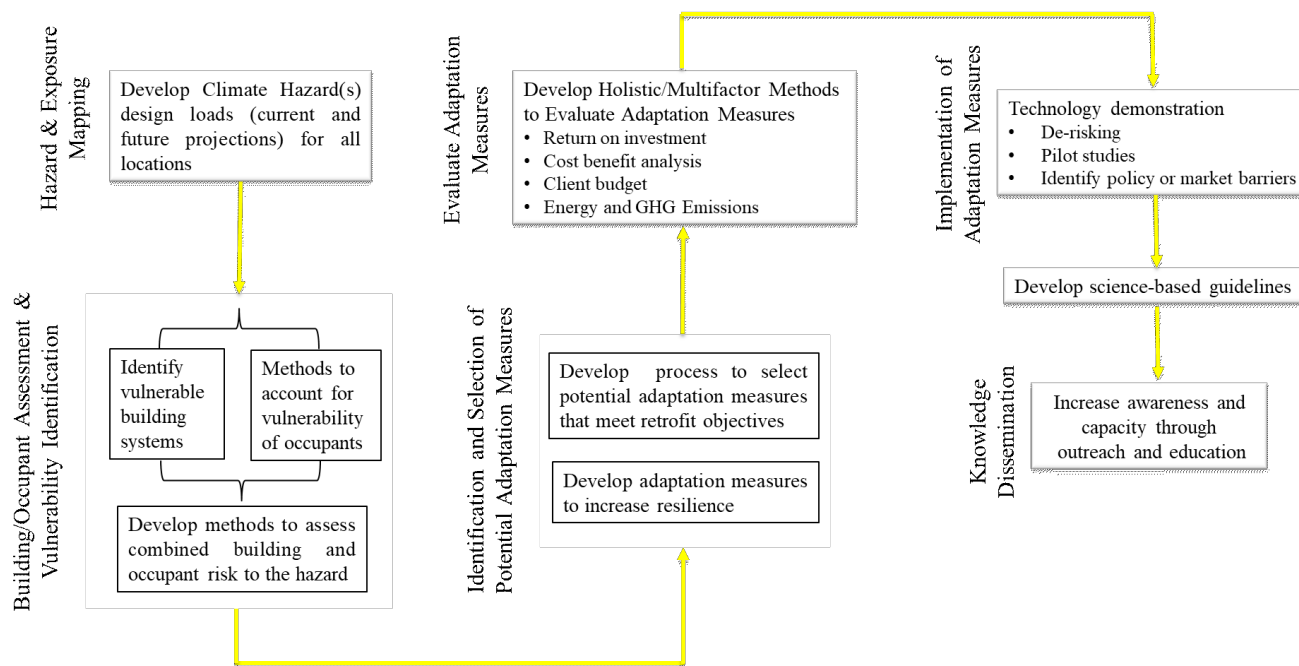 Hazard & Exposure
Mapping
Develop Climate Hazard(s)
design loads (current and
future projections) for all
locations
Building/Occupant Assessment &
Vulnerability Identification
Identify
vulnerable
building
systems
Methods to
account for
vulnerability
of occupants
Develop methods to assess
combined building and
occupant risk to the hazard
Identification and Selection of
Potential Adaptation Measures
Develop process to select
potential adaptation measures
that meet retrofit objectives
Develop adaptation measures
to increase resilience
Evaluate Adaptation
Measures
Develop Holistic/Multifactor Methods
to Evaluate Adaptation Measures
• Return on investment
• Cost benefit analysis
• Client budget
• Energy and GHG Emissions
Implementation of
Adaptation Measures
Technology demonstration
• De-risking
• Pilot studies
• Identify policy or market barriers
Develop science-based guidelines
Knowledge
Dissemination
Increase awareness and
capacity through
outreach and education